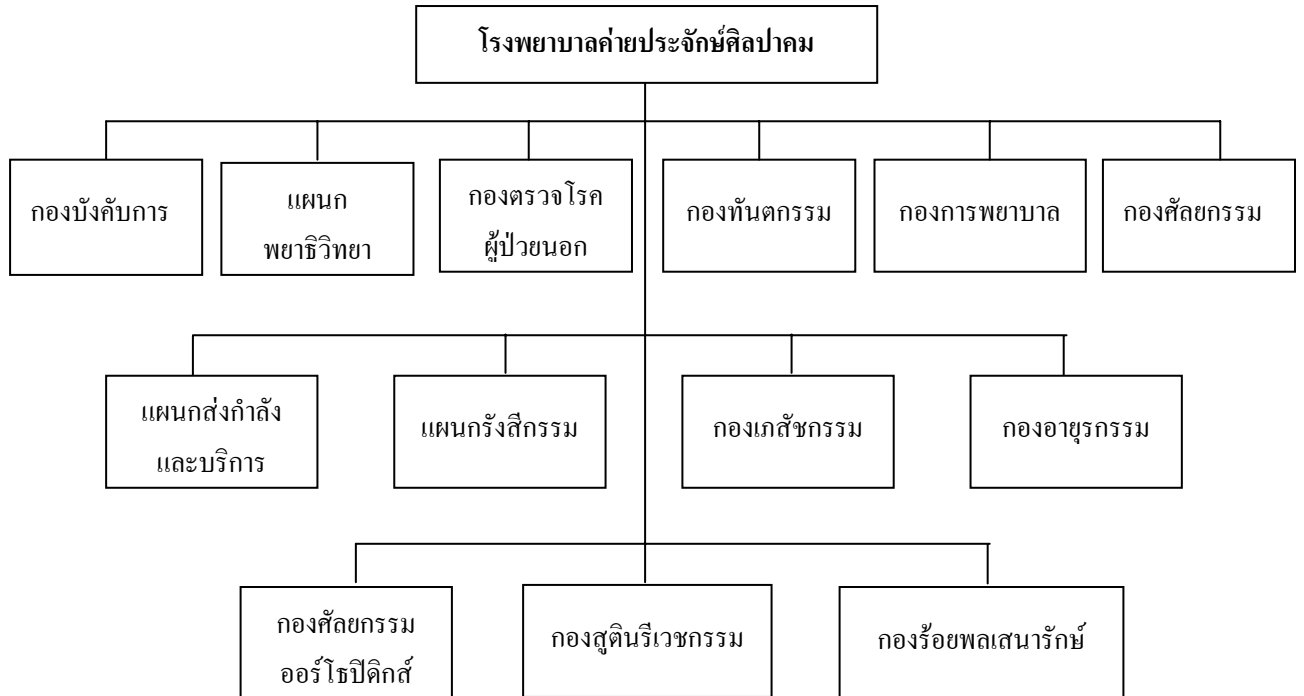 โรงพยาบาลค่ายประจักษ์ศิลปาคม
กองบังคับการ
แผนก
พยาธิวิทยา
กองตรวจโรค
ผู้ป่วยนอก
กองทันตกรรม
กองการพยาบาล
กองศัลยกรรม
แผนกส่งกำลัง
และบริการ
แผนกรังสีกรรม
กองเภสัชกรรม
กองอายุรกรรม
กองศัลยกรรม
ออร์โธปิดิกส์
กองสูตินรีเวชกรรม
กองร้อยพลเสนารักษ์